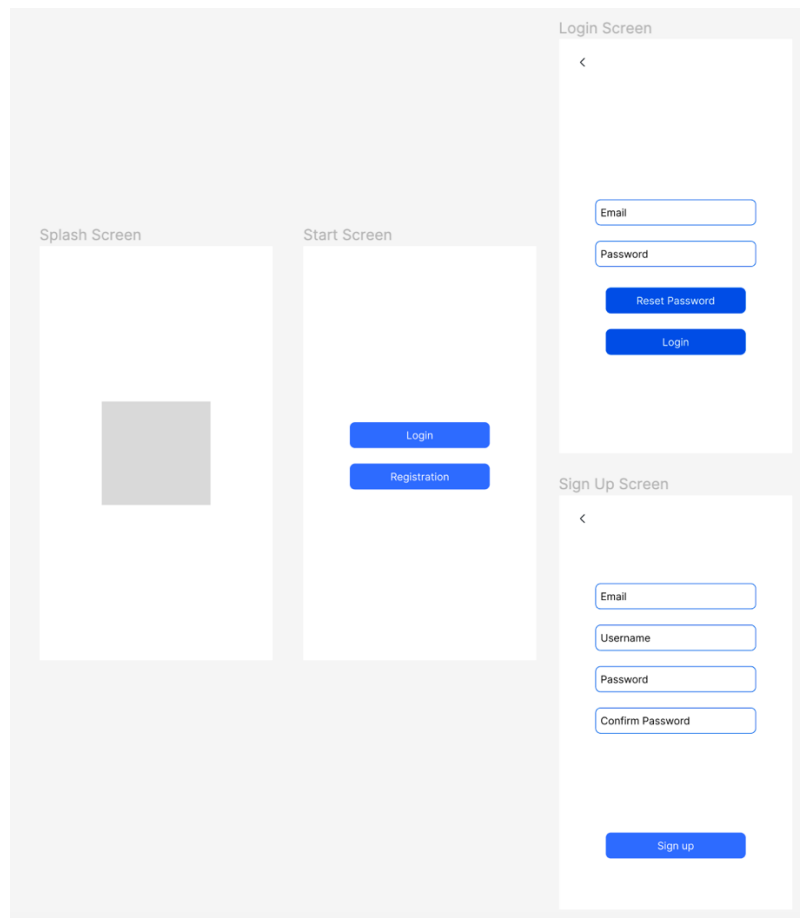 Splash Screen
Start Screen
Login
Registration
Login Screen
Email
Password
Reset Password
Login
Sign Up Screen
Email
Username
Password
Confirm Password
Sign up